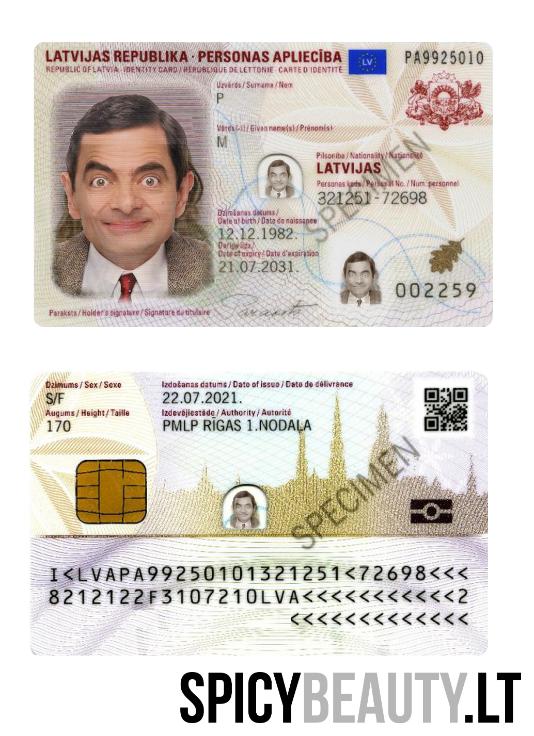 LATVIJAS REPUBLIKA · PERSONAS APLIECĪBA
REPUBLIC OF LATVIA · IDENTITY CARD / RÉPUBLIQUE DE LETTONIE · CARTE D'IDENTITÉ
LV
PA9925010
Uzvārds / Surname / Nom
P
Vārds (-i) / Given name(s) / Prénom(s)
M
Pilsonība / Nationality / Nationalité
LATVIJAS
Personas kods / Personal No. / Num. personnel
321251-72698
Dzimšanas datums /
Date of birth / Date de naissance
12.12.1982.
Derīga līdz /
Date of expiry / Date d'expiration
21.07.2031.
SPECIMEN
002259
Paraksts / Holder's signature / Signature du titulaire
Dzimums / Sex / Sexe
S/F
Augums / Height / Taille
170
Izdošanas datums / Date of issue / Date de délivrance
22.07.2021.
Izdevējiestāde / Authority / Autorité
PMLP RĪGAS 1.NODAĻA
SPECIMEN
I<LVAPA99250101321251<72698<<<
8212122F3107210LVA<<<<<<<<<<<2
<<<<<<<<<<<<<<
SPICYBEAUTY.LT